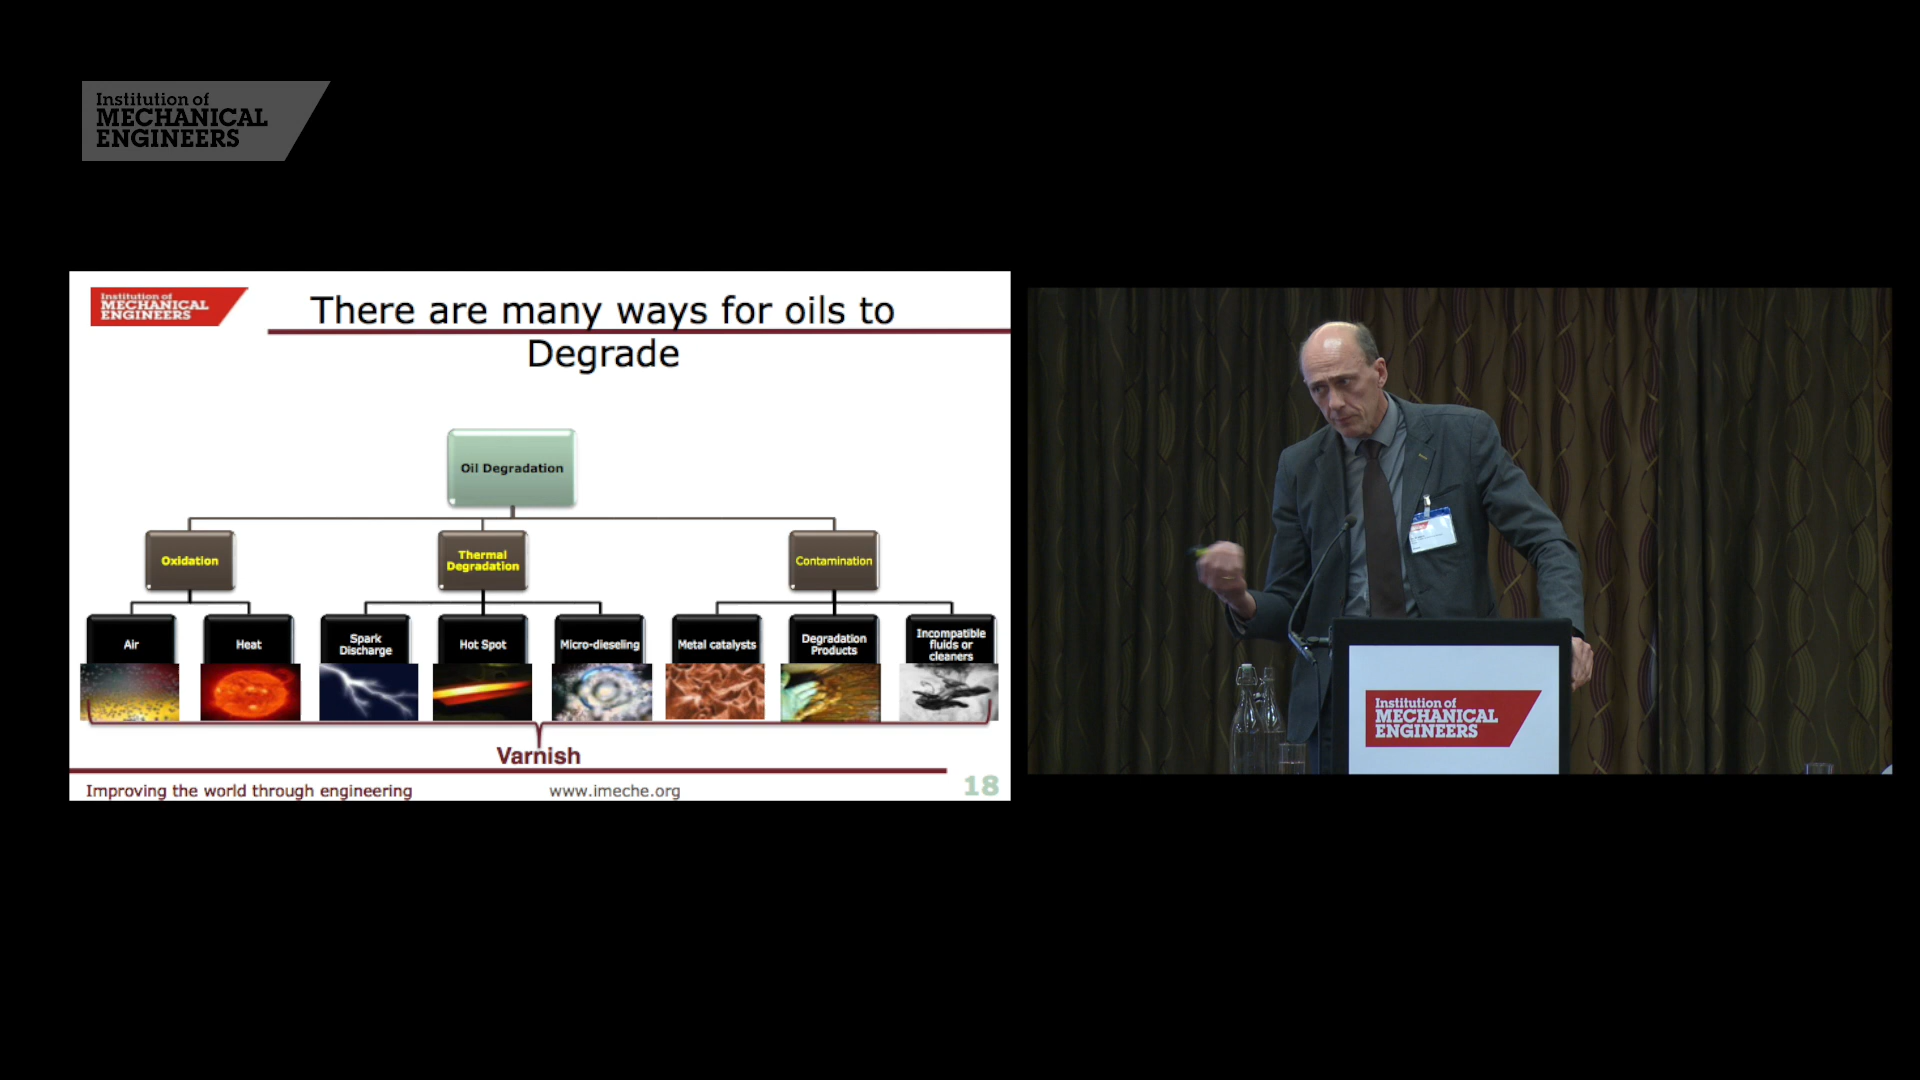 Institution of
MECHANICAL
ENGINEERS
Institution of
MECHANICAL
ENGINEERS
There are many ways for oils to
Degrade
Oil Degradation
Oxidation
Thermal
Degradation
Contamination
Air
Heat
Spark
Discharge
Hot Spot
Micro-dieseling
Metal catalysts
Degradation
Products
Incompatible
fluids or
cleaners
Varnish
Improving the world through engineering
www.imeche.org
18
Institution of
MECHANICAL
ENGINEERS